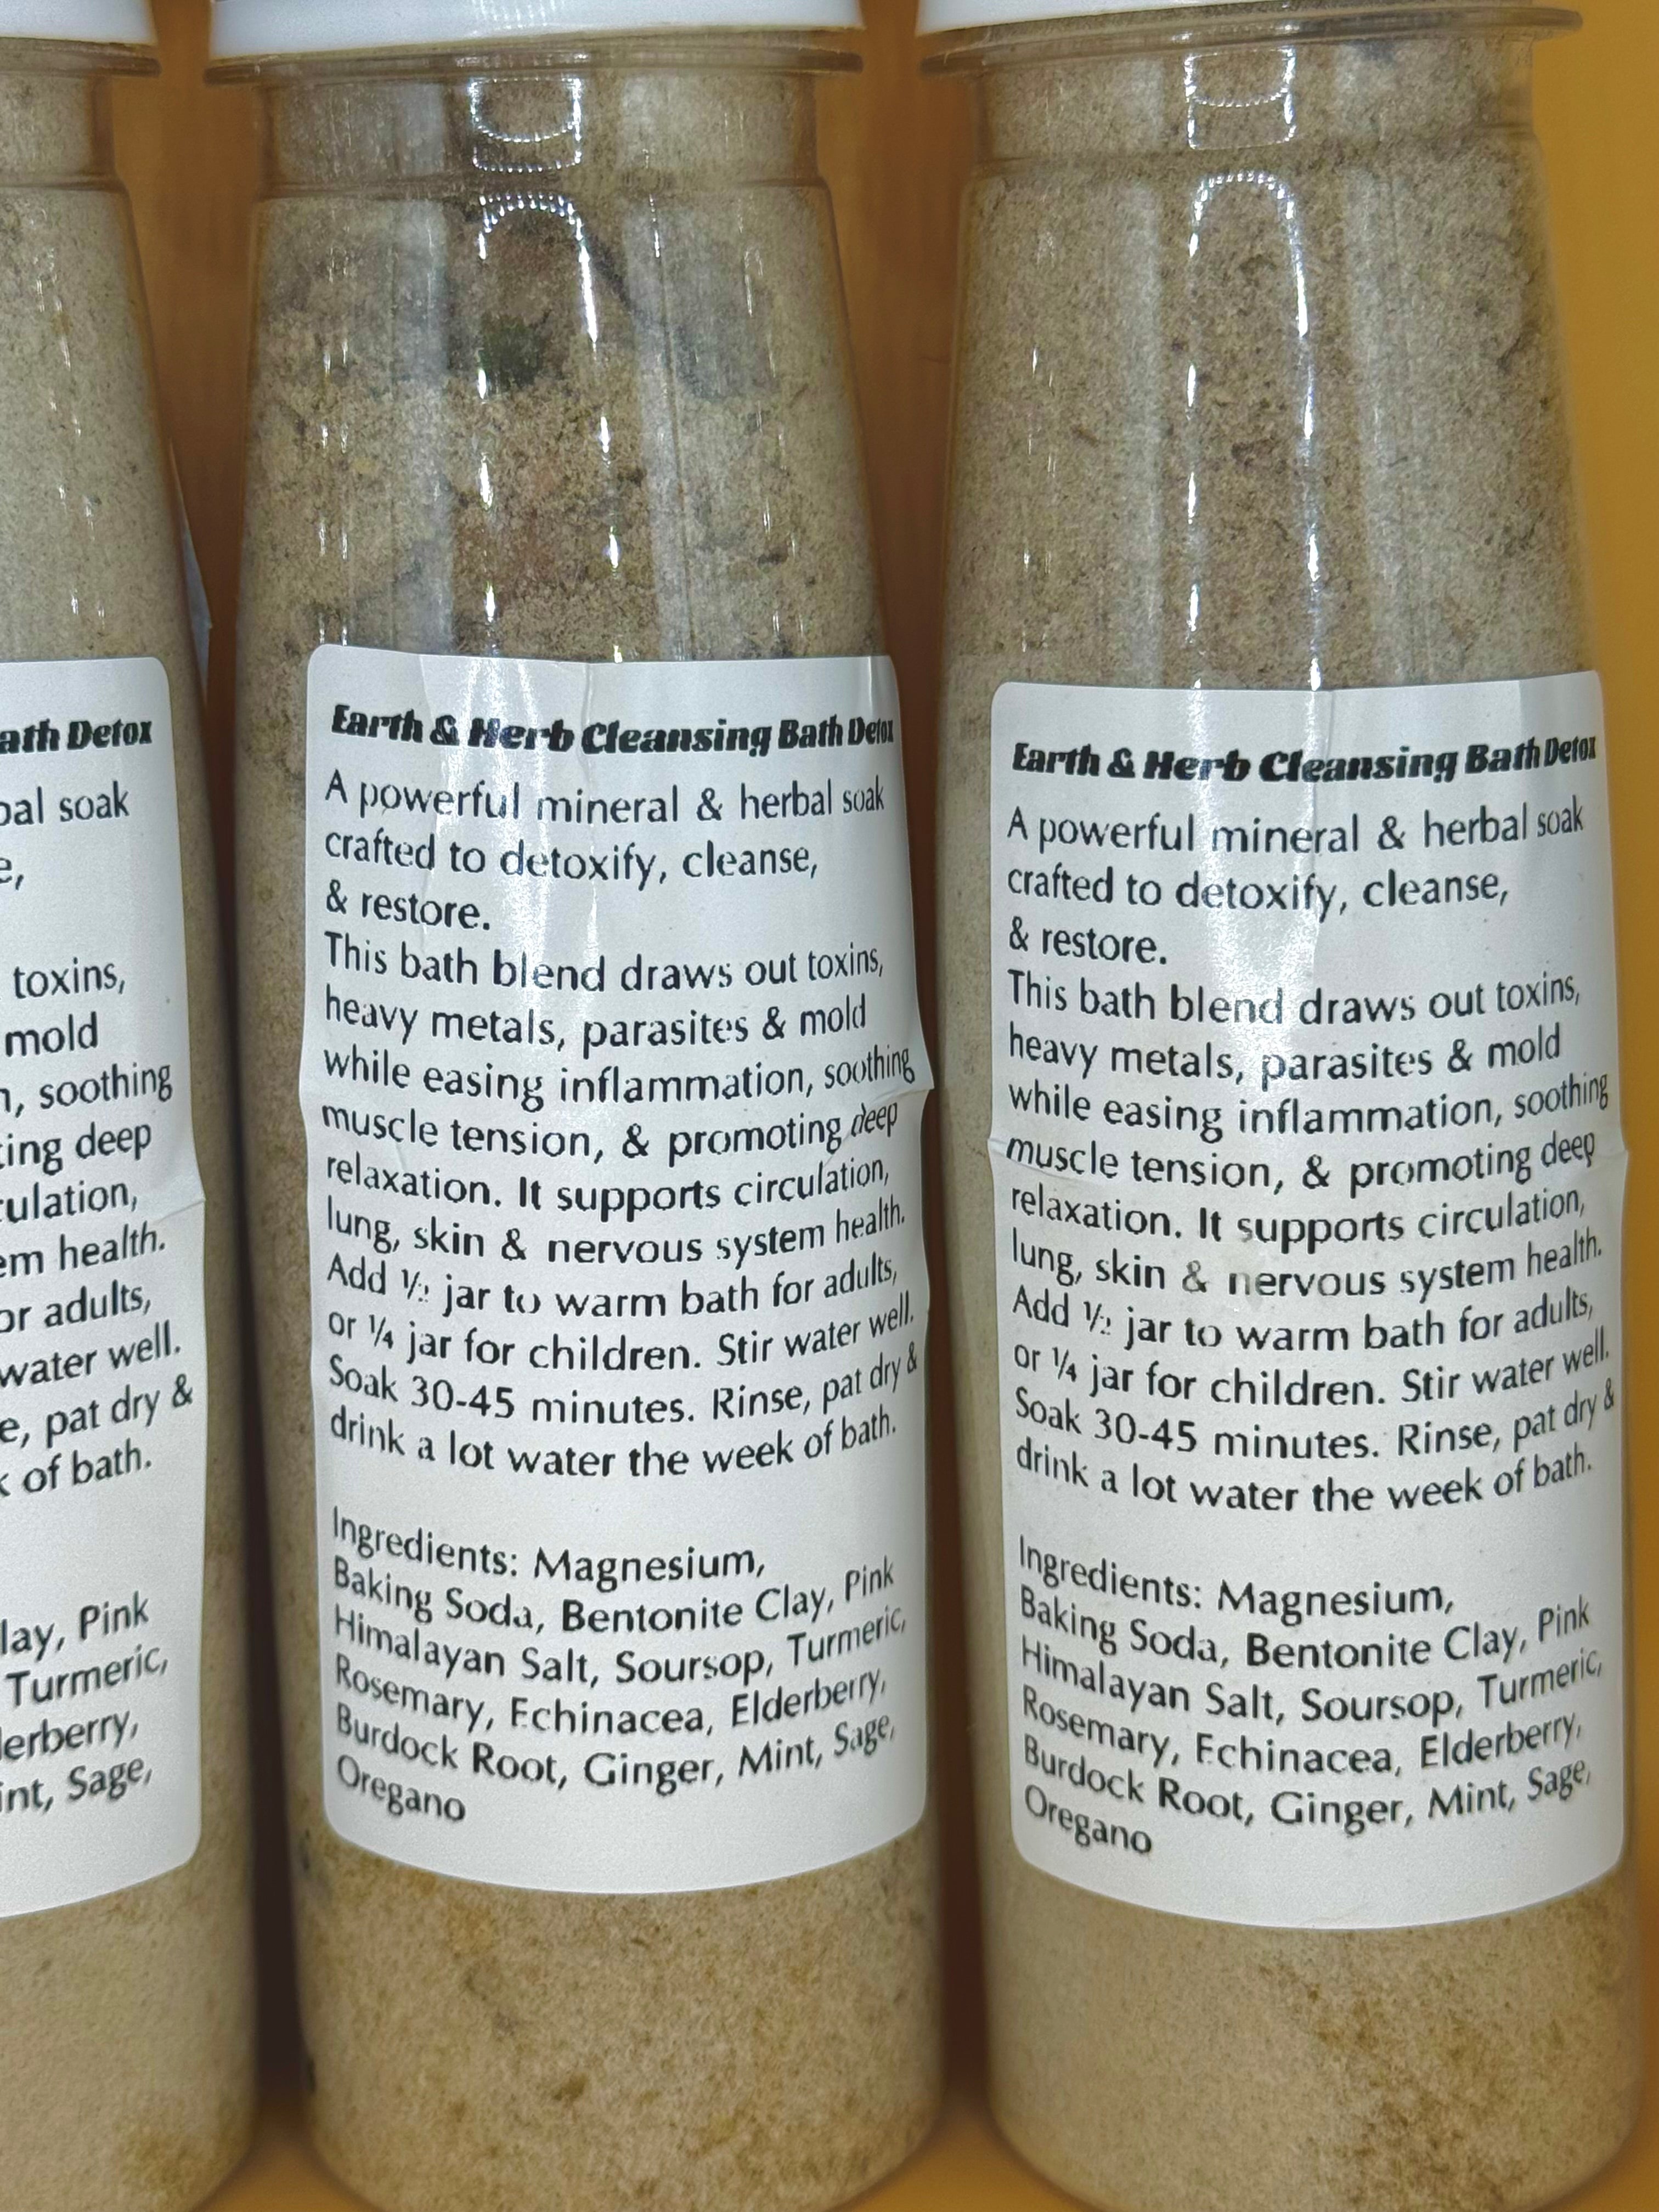 ath Detox
bal soak
e,
toxins,
mold
n, soothing
ting deep
culation,
em health.
or adults,
water well.
e, pat dry &
k of bath.
lay, Pink
Turmeric,
derberry,
int, Sage,
Earth & Herb Cleansing Bath Detox
A powerful mineral & herbal soak
crafted to detoxify, cleanse,
& restore.
This bath blend draws out toxins,
heavy metals, parasites & mold
while easing inflammation, soothing
muscle tension, & promoting deep
relaxation. It supports circulation,
lung, skin & nervous system health.
Add ½ jar to warm bath for adults,
or ¼ jar for children. Stir water well.
Soak 30-45 minutes. Rinse, pat dry &
drink a lot water the week of bath.
Ingredients: Magnesium,
Baking Soda, Bentonite Clay, Pink
Himalayan Salt, Soursop, Turmeric,
Rosemary, Echinacea, Elderberry,
Burdock Root, Ginger, Mint, Sage,
Oregano
Earth & Herb Cleansing Bath Detox
A powerful mineral & herbal soak
crafted to detoxify, cleanse,
& restore.
This bath blend draws out toxins,
heavy metals, parasites & mold
while easing inflammation, soothing
muscle tension, & promoting deep
relaxation. It supports circulation,
lung, skin & nervous system health.
Add ½ jar to warm bath for adults,
or ¼ jar for children. Stir water well.
Soak 30-45 minutes. Rinse, pat dry &
drink a lot water the week of bath.
Ingredients: Magnesium,
Baking Soda, Bentonite Clay, Pink
Himalayan Salt, Soursop, Turmeric,
Rosemary, Echinacea, Elderberry,
Burdock Root, Ginger, Mint, Sage,
Oregano